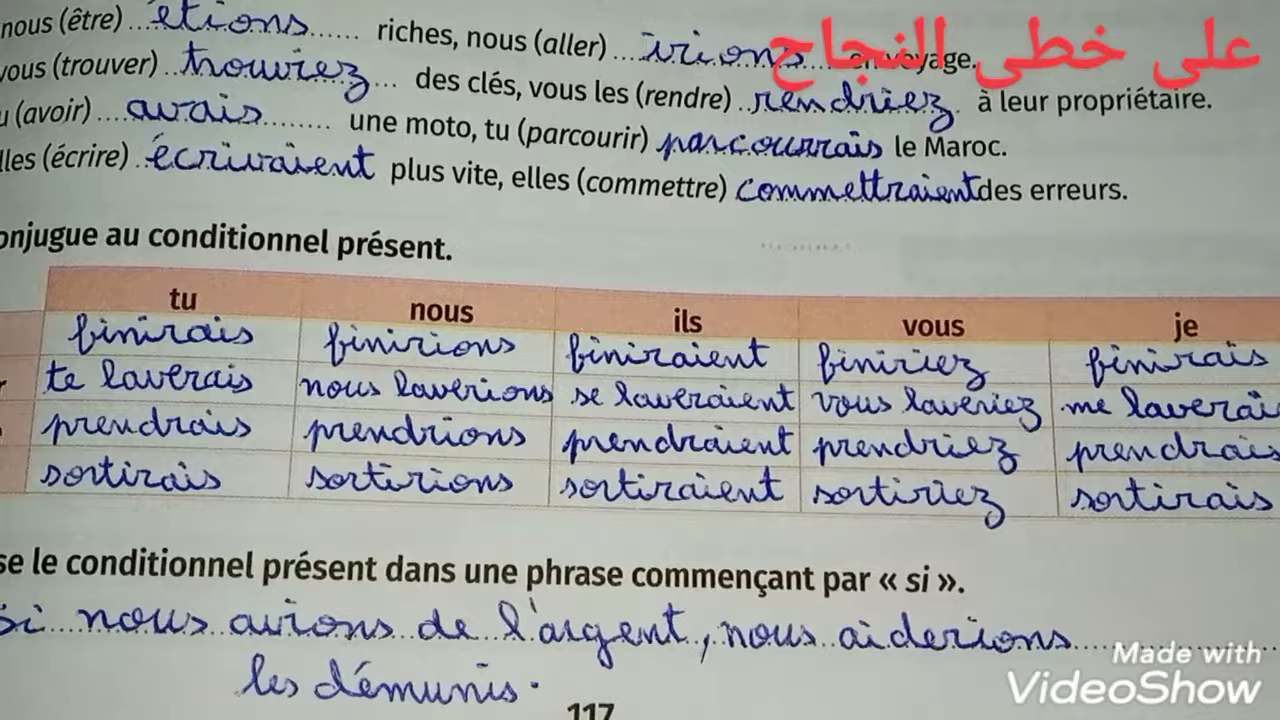 nous (être) ...étions...... riches, nous (aller) ....irions.... en voyage.
على خطى النجاح
vous (trouver) ..trouviez... des clés, vous les (rendre) ..rendriez. à leur propriétaire.
u (avoir) ....avais......... une moto, tu (parcourir) parcourrais le Maroc.
lles (écrire) ..écrivaient plus vite, elles (commettre) commettraient des erreurs.
onjugue au conditionnel présent.
tu nous ils vous je
finirais finirions finiraient finiriez finirais
te laverais nous laverions se laveraient vous laveriez me laverai
prendrais prendrions prendraient prendriez prendrais
sortirais sortirions sortiraient sortiriez sortirais
se le conditionnel présent dans une phrase commençant par « si ».
si nous avions de l'argent, nous aiderions
les démunis.
Made with
VideoShow
117